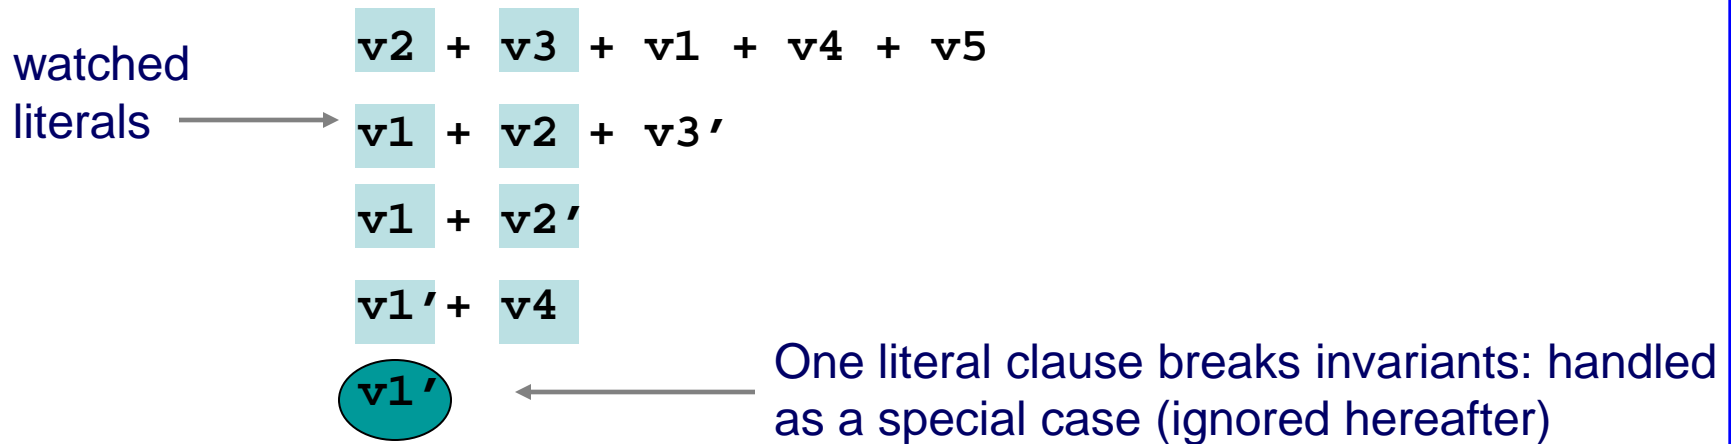 watched
literals
v2 + v3 + v1 + v4 + v5
v1 + v2 + v3′
v1 + v2′
v1′+ v4
v1′
One literal clause breaks invariants: handled
as a special case (ignored hereafter)